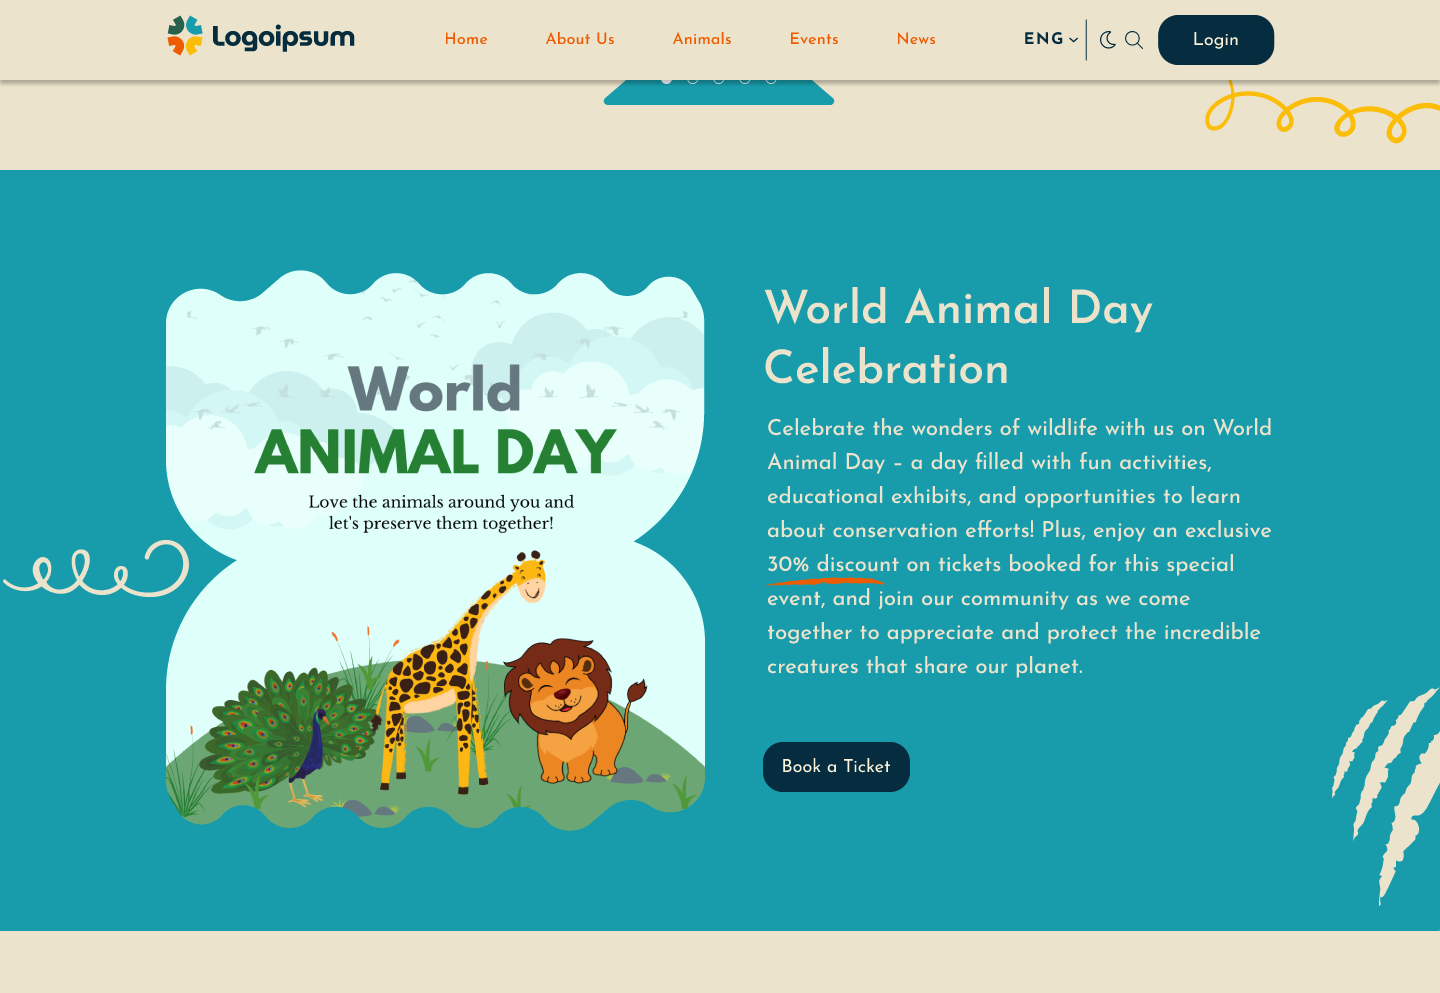 Logoipsum
Home
About Us
Animals
Events
News
ENG
Login
World
ANIMAL DAY
Love the animals around you and
let's preserve them together!
World Animal Day
Celebration
Celebrate the wonders of wildlife with us on World
Animal Day – a day filled with fun activities,
educational exhibits, and opportunities to learn
about conservation efforts! Plus, enjoy an exclusive
30% discount on tickets booked for this special
event, and join our community as we come
together to appreciate and protect the incredible
creatures that share our planet.
Book a Ticket